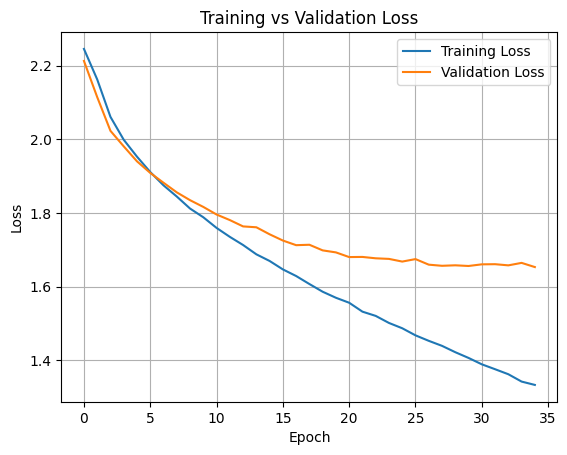 Training vs Validation Loss
Training Loss
Validation Loss
2.2
2.0
1.8
1.6
1.4
Loss
0 5 10 15 20 25 30 35
Epoch